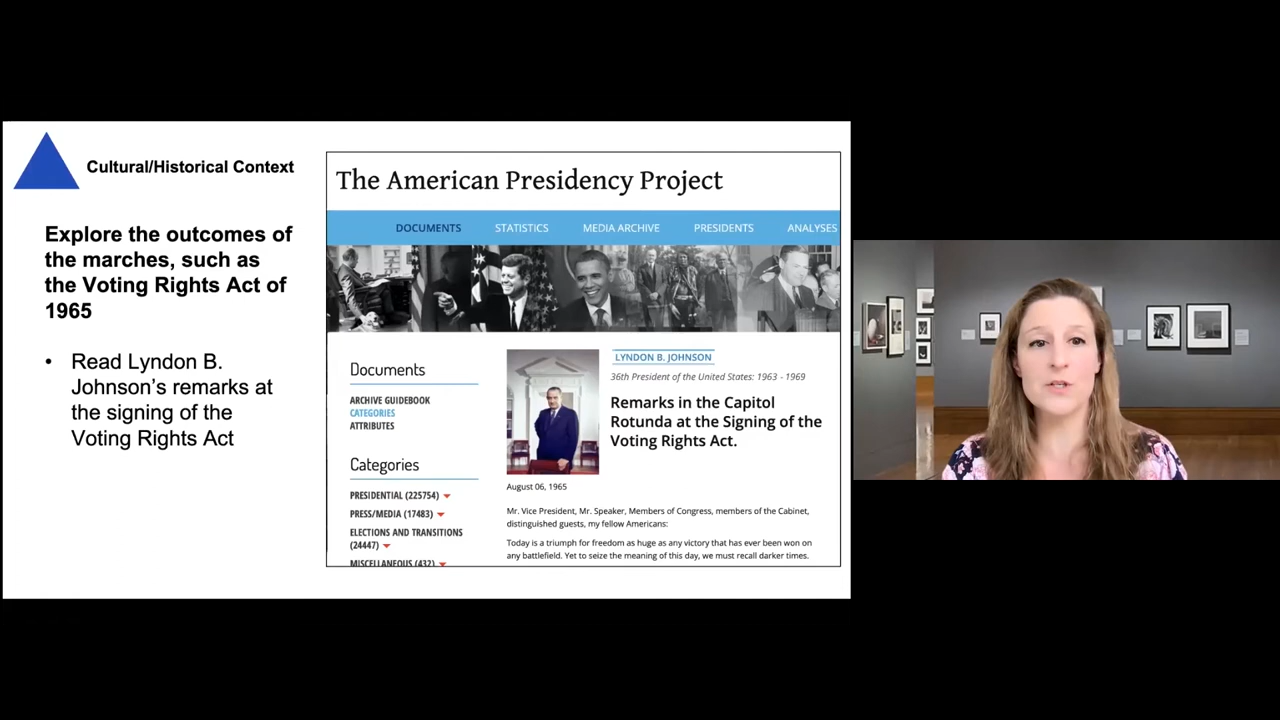 Cultural/Historical Context
Explore the outcomes of
the marches, such as
the Voting Rights Act of
1965
• Read Lyndon B.
Johnson’s remarks at
the signing of the
Voting Rights Act
The American Presidency Project
DOCUMENTS STATISTICS MEDIA ARCHIVE PRESIDENTS ANALYSES
Documents
ARCHIVE GUIDEBOOK
CATEGORIES
ATTRIBUTES
Categories
PRESIDENTIAL (225754)
PRESS/MEDIA (17483)
ELECTIONS AND TRANSITIONS
(24447)
MISCELLANEOUS (432)
LYNDON B. JOHNSON
36th President of the United States: 1963 - 1969
Remarks in the Capitol
Rotunda at the Signing of the
Voting Rights Act.
August 06, 1965
Mr. Vice President, Mr. Speaker, Members of Congress, members of the Cabinet,
distinguished guests, my fellow Americans:
Today is a triumph for freedom as huge as any victory that has ever been won on
any battlefield. Yet to seize the meaning of this day, we must recall darker times.